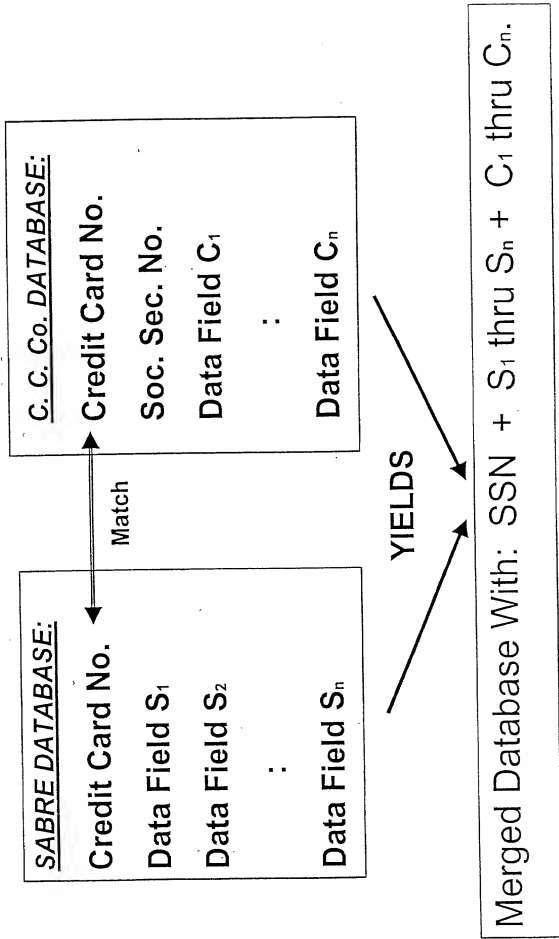 SABRE DATABASE:
Credit Card No.
Data Field S1
Data Field S2
:
Data Field Sn
Match
C. C. Co. DATABASE:
Credit Card No.
Soc. Sec. No.
Data Field C1
:
Data Field Cn
YIELDS
Merged Database With: SSN + S1 thru Sn + C1 thru Cn.